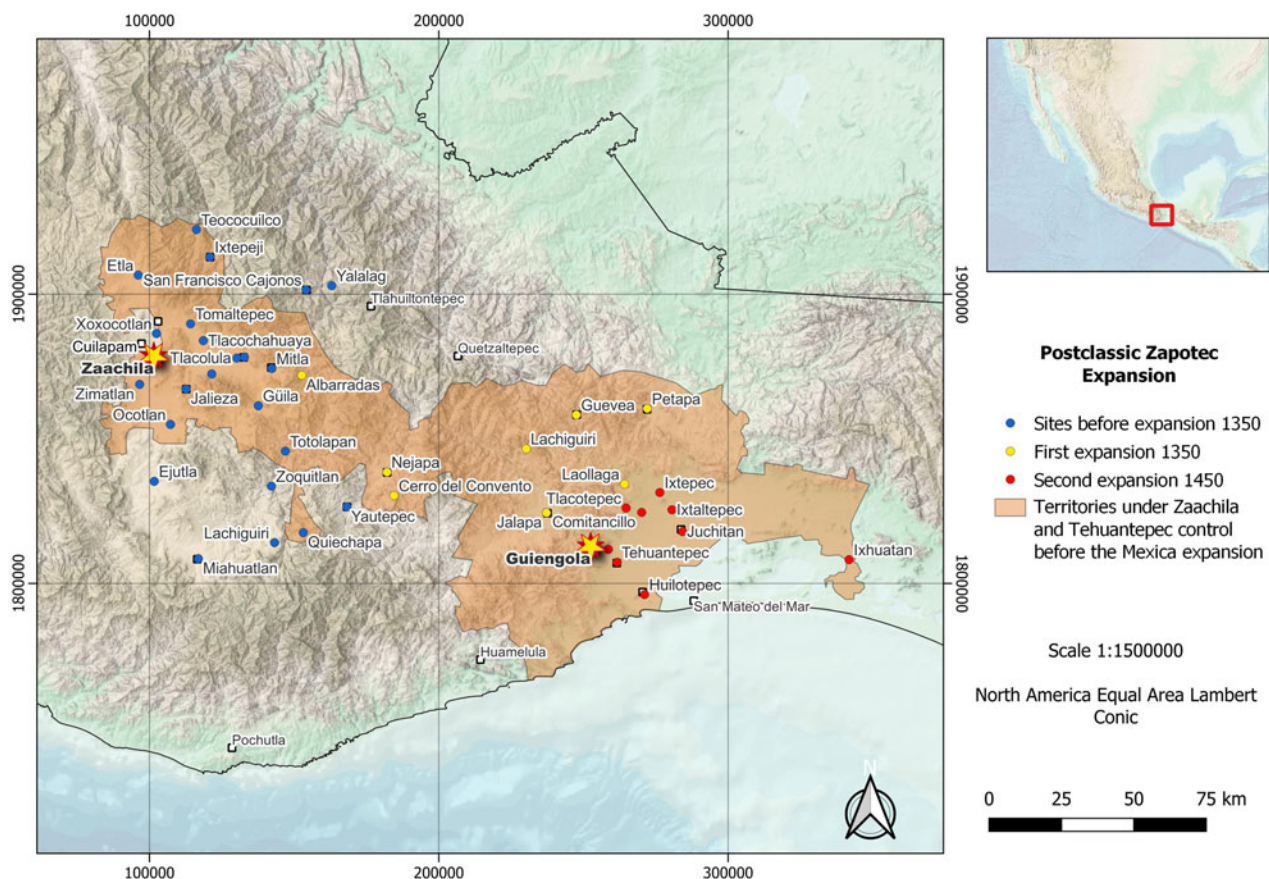 100000
200000
300000
Teococuilco
Ixtepeji
Etla
San Francisco Cajonos
Yalalag
1900000
1900000
Tlahuiltontepec
Xoxocotlan
Tomaltepec
Cuilapam
Tlacochahuaya
Quetzaltepec
Tlacolula
Mitla
Zaachila
Albarradas
Zimatlan
Jalieza
Güila
Guevea
Petapa
Ocotlan
Totolapan
Lachiguiri
Ejutla
Zoquitlan
Nejapa
Laollaga
Ixtepec
Cerro del Convento
Tlacotepec
Ixtaltepec
Yautepec
Jalapa
Comitancillo
Juchitan
Lachiguiri
Quiechapa
Guiengola
Tehuantepec
Ixhuatan
Miahuatlan
1800000
1800000
Huilotepec
San Mateo del Mar
Huamelula
Pochutla
N
100000
200000
300000
Postclassic Zapotec
Expansion
Sites before expansion 1350
First expansion 1350
Second expansion 1450
Territories under Zaachila
and Tehuantepec control
before the Mexica expansion
Scale 1:1500000
North America Equal Area Lambert
Conic
0 25 50 75 km